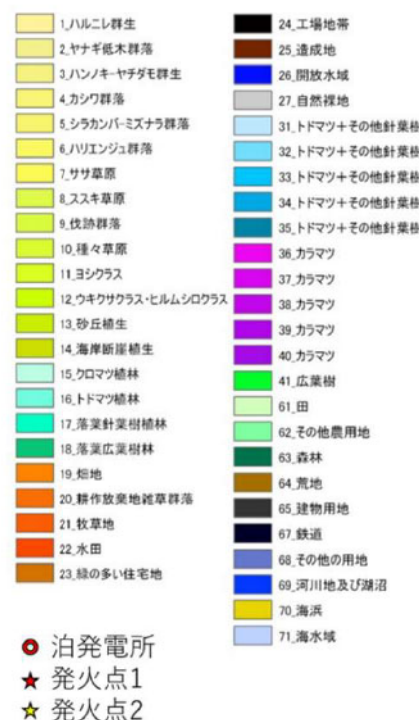 1_ハルニレ群生
2_ヤナギ低木群落
3_ハンノキ-ヤチダモ群生
4_カシワ群落
5_シラカンバ-ミズナラ群落
6_ハリエンジュ群落
7_ササ草原
8_ススキ草原
9_伐跡群落
10_種々草原
11_ヨシクラス
12_ウキクサクラス・ヒルムシロクラス
13_砂丘植生
14_海岸断崖植生
15_クロマツ植林
16_トドマツ植林
17_落葉針葉樹植林
18_落葉広葉樹林
19_畑地
20_耕作放棄地雑草群落
21_牧草地
22_水田
23_緑の多い住宅地
24_工場地帯
25_造成地
26_開放水域
27_自然裸地
31_トドマツ+その他針葉樹
32_トドマツ+その他針葉樹
33_トドマツ+その他針葉樹
34_トドマツ+その他針葉樹
35_トドマツ+その他針葉樹
36_カラマツ
37_カラマツ
38_カラマツ
39_カラマツ
40_カラマツ
41_広葉樹
61_田
62_その他農用地
63_森林
64_荒地
65_建物用地
67_鉄道
68_その他の用地
69_河川地及び湖沼
70_海浜
71_海水域
泊発電所
発火点1
発火点2